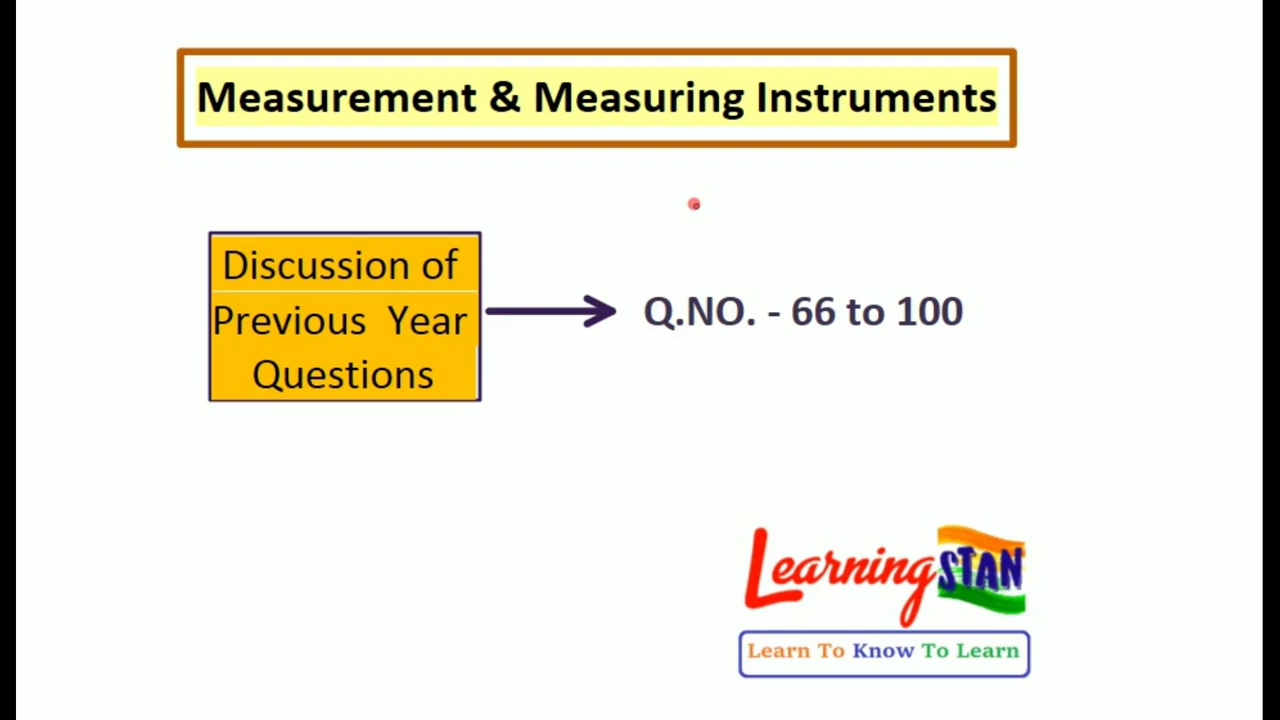 Measurement & Measuring Instruments
Discussion of
Previous Year
Questions
Q.NO. - 66 to 100
LearningSTAN
Learn To Know To Learn